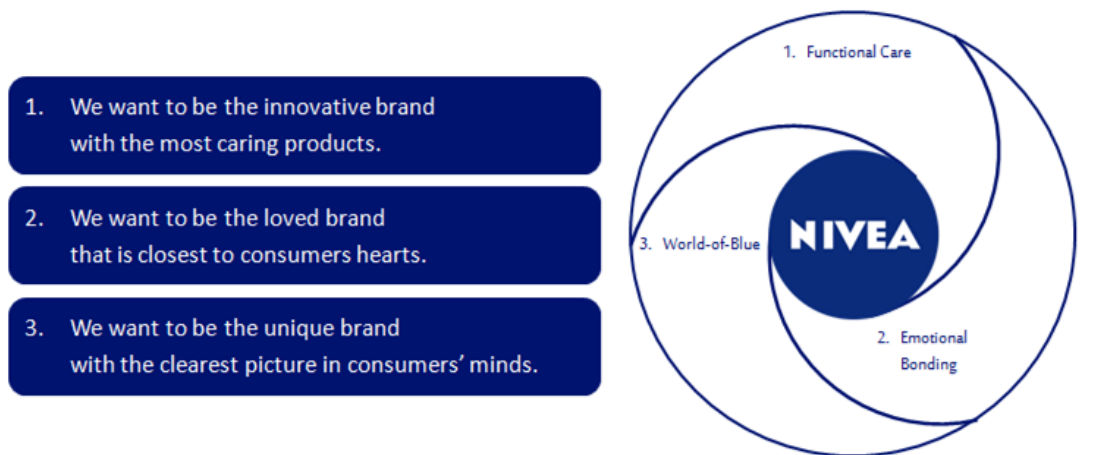 1. We want to be the innovative brand
with the most caring products.
2. We want to be the loved brand
that is closest to consumers hearts.
3. We want to be the unique brand
with the clearest picture in consumers’ minds.
1. Functional Care
3. World-of-Blue
NIVEA
2. Emotional
Bonding